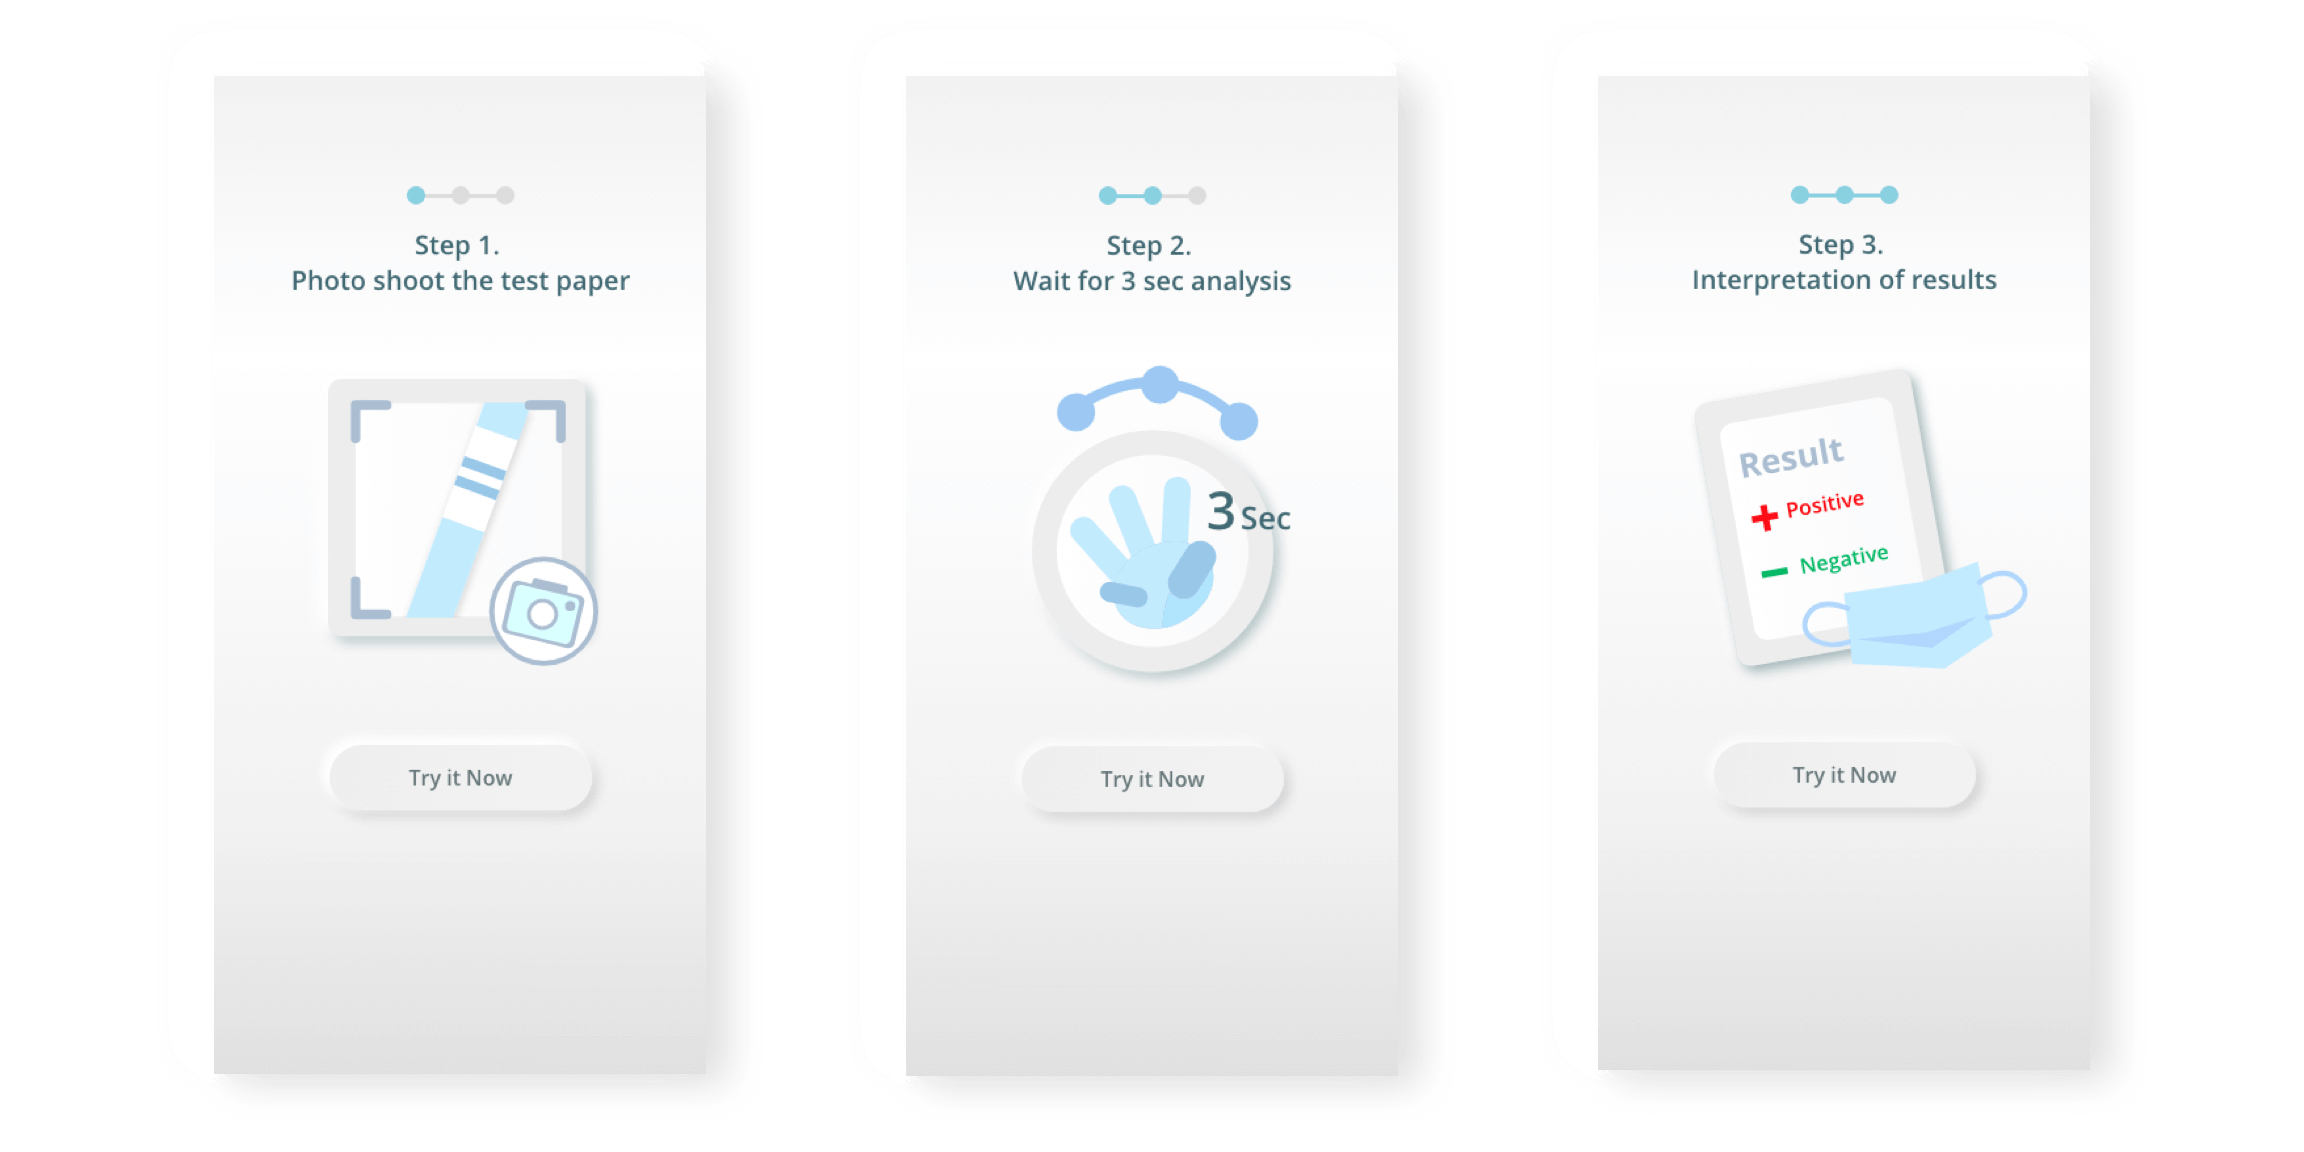 Step 1.
Photo shoot the test paper
Try it Now
Step 2.
Wait for 3 sec analysis
3 Sec
Try it Now
Step 3.
Interpretation of results
Result
+ Positive
− Negative
Try it Now